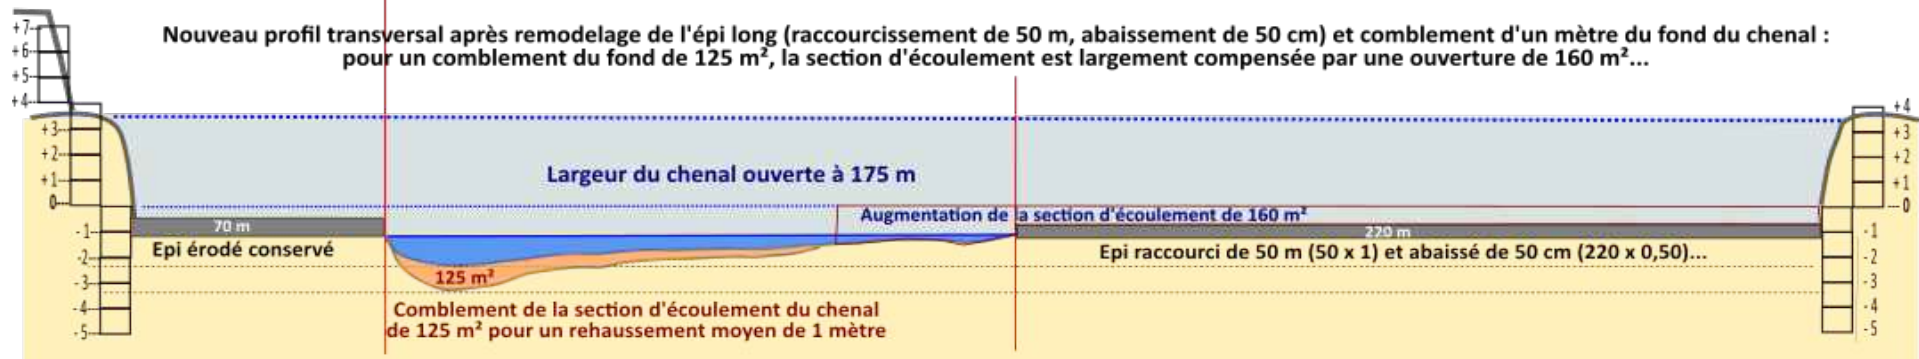 Nouveau profil transversal après remodelage de l'épi long (raccourcissement de 50 m, abaissement de 50 cm) et comblement d'un mètre du fond du chenal :
pour un comblement du fond de 125 m², la section d'écoulement est largement compensée par une ouverture de 160 m²...
+7
+6
+5
+4
+3
+2
+1
0
-1
-2
-3
-4
-5
Largeur du chenal ouverte à 175 m
Augmentation de la section d'écoulement de 160 m²
70 m
220 m
Epi érodé conservé
Epi raccourci de 50 m (50 x 1) et abaissé de 50 cm (220 x 0,50)...
125 m²
Comblement de la section d'écoulement du chenal
de 125 m² pour un rehaussement moyen de 1 mètre
+4
+3
+2
+1
0
-1
-2
-3
-4
-5